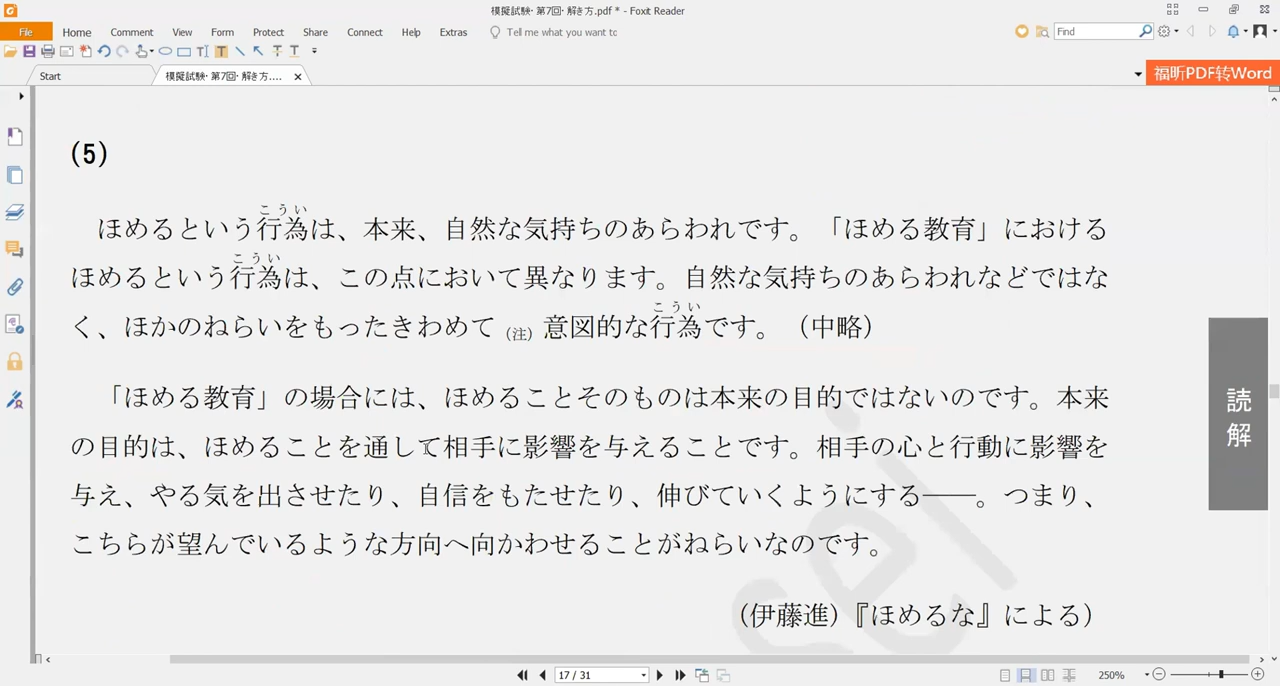 模擬試験· 第7回· 解き方.pdf * - Foxit Reader
File Home Comment View Form Protect Share Connect Help Extras Tell me what you want to
Find
Start 模擬試験· 第7回· 解き方....
福昕PDF转Word
(5)
こうい
ほめるという行為は、本来、自然な気持ちのあらわれです。「ほめる教育」における
こうい
ほめるという行為は、この点において異なります。自然な気持ちのあらわれなどではな
こうい
く、ほかのねらいをもったきわめて(注)意図的な行為です。（中略）
「ほめる教育」の場合には、ほめることそのものは本来の目的ではないのです。本来
の目的は、ほめることを通して相手に影響を与えることです。相手の心と行動に影響を
与え、やる気を出させたり、自信をもたせたり、伸びていくようにする――。つまり、
こちらが望んでいるような方向へ向かわせることがねらいなのです。
（伊藤進）『ほめるな』による）
読解
sei
17 / 31
250%